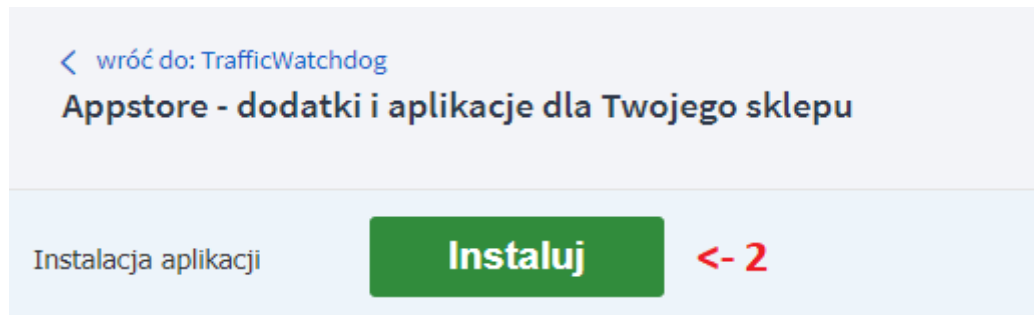 < wróć do: TrafficWatchdog
Appstore - dodatki i aplikacje dla Twojego sklepu
Instalacja aplikacji Instaluj <- 2